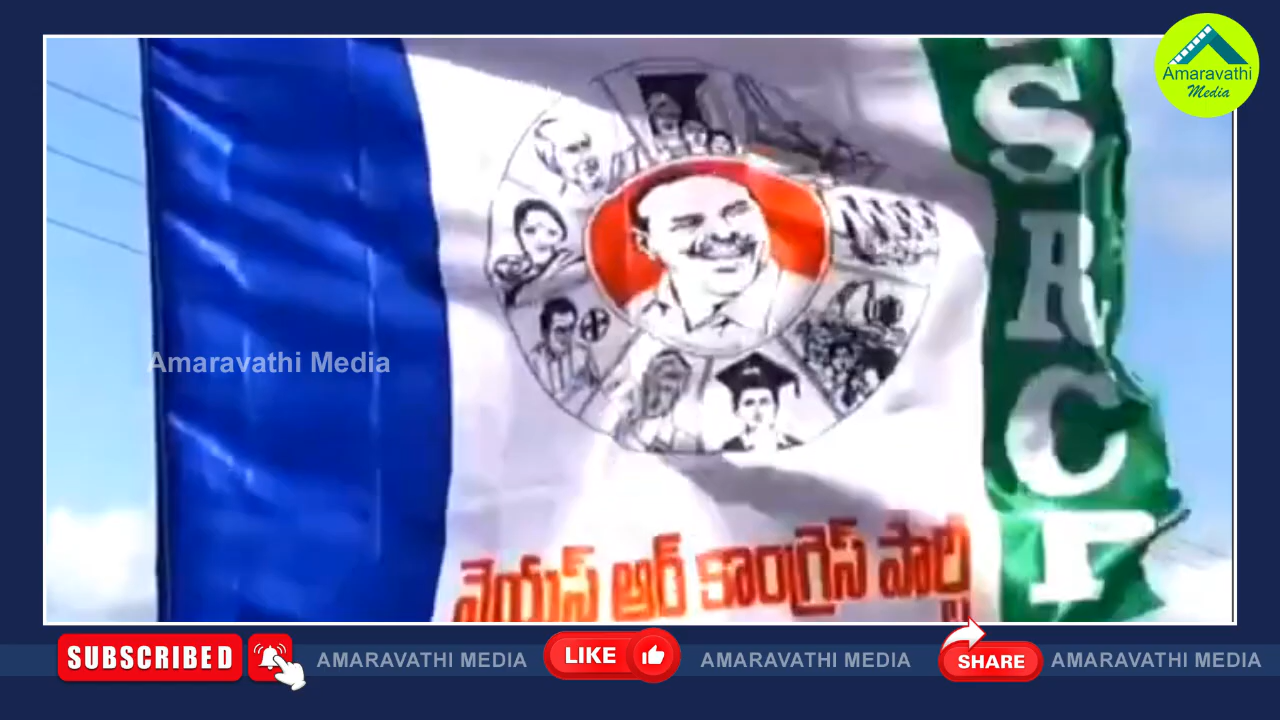 Amaravathi
Media
SRCP
Amaravathi Media
వైయస్ ఆర్ కాంగ్రెస్ పార్టీ
SUBSCRIBED
AMARAVATHI MEDIA
LIKE
AMARAVATHI MEDIA
SHARE
AMARAVATHI MEDIA